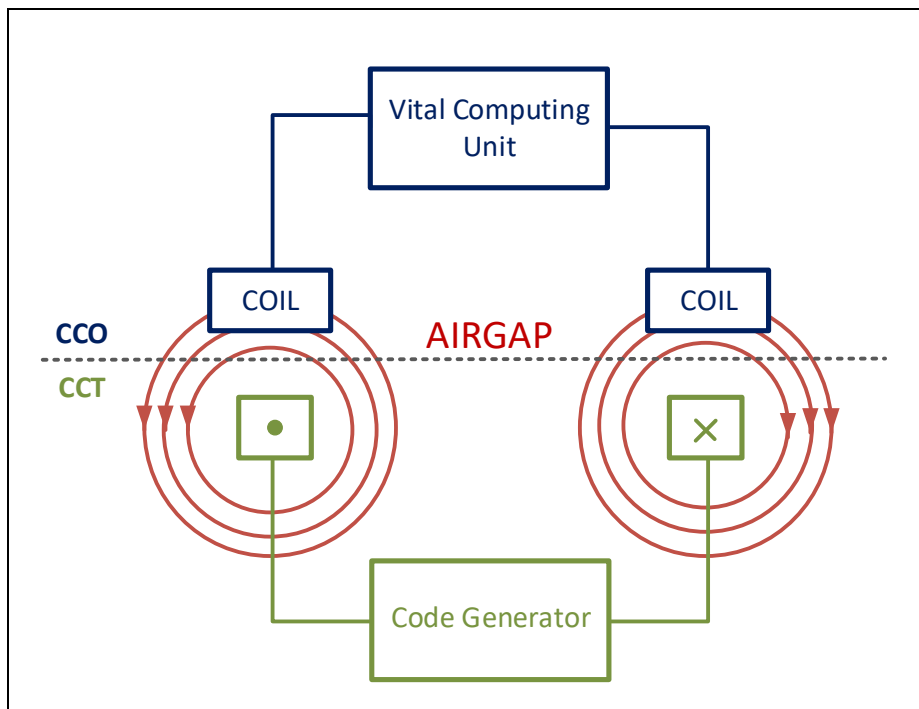 Vital Computing
Unit
COIL
COIL
CCO
AIRGAP
CCT
Code Generator